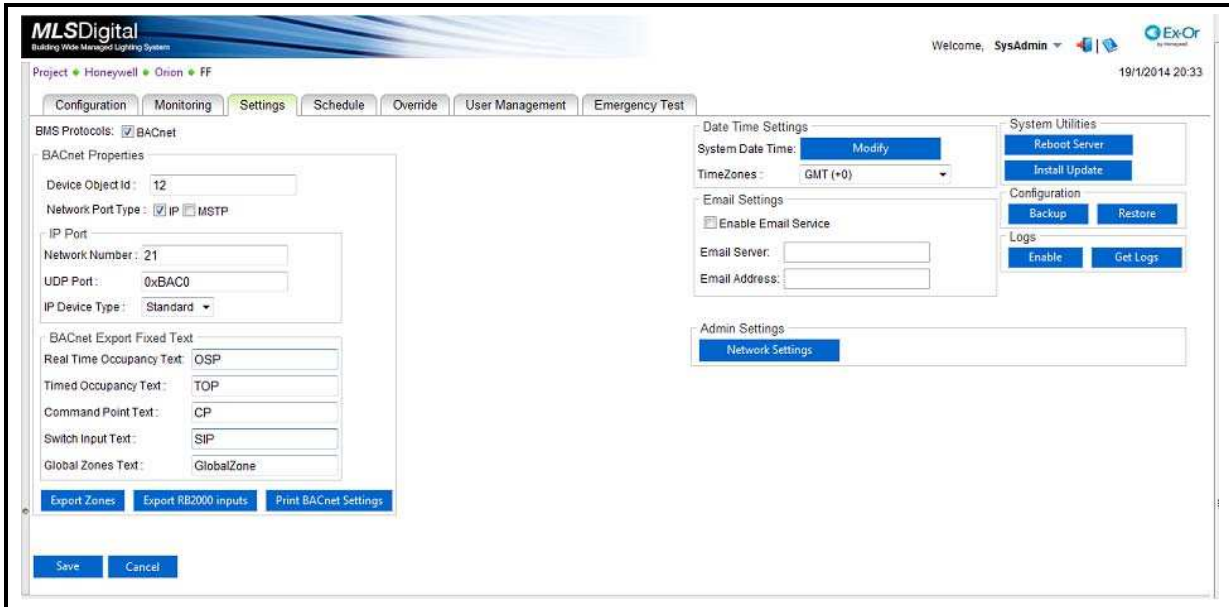 MLSDigital
Building Wide Managed Lighting System
Welcome, SysAdmin
Ex-Or
by Honeywell
Project Honeywell Orion FF
19/1/2014 20:33
Configuration Monitoring Settings Schedule Override User Management Emergency Test
BMS Protocols: BACnet
BACnet Properties
Device Object Id : 12
Network Port Type : IP MSTP
IP Port
Network Number : 21
UDP Port : 0xBAC0
IP Device Type : Standard
BACnet Export Fixed Text
Real Time Occupancy Text: OSP
Timed Occupancy Text : TOP
Command Point Text : CP
Switch Input Text : SIP
Global Zones Text : GlobalZone
Export Zones Export RB2000 inputs Print BACnet Settings
Save Cancel
Date Time Settings
System Date Time: Modify
TimeZones : GMT (+0)
Email Settings
Enable Email Service
Email Server:
Email Address:
Admin Settings
Network Settings
System Utilities
Reboot Server
Install Update
Configuration
Backup Restore
Logs
Enable Get Logs